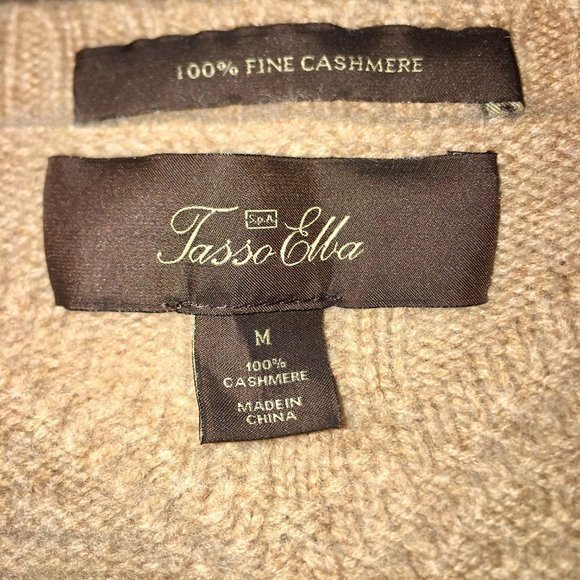 100% FINE CASHMERE
S.p.A.
Tasso Elba
M
100%
CASHMERE
MADE IN
CHINA